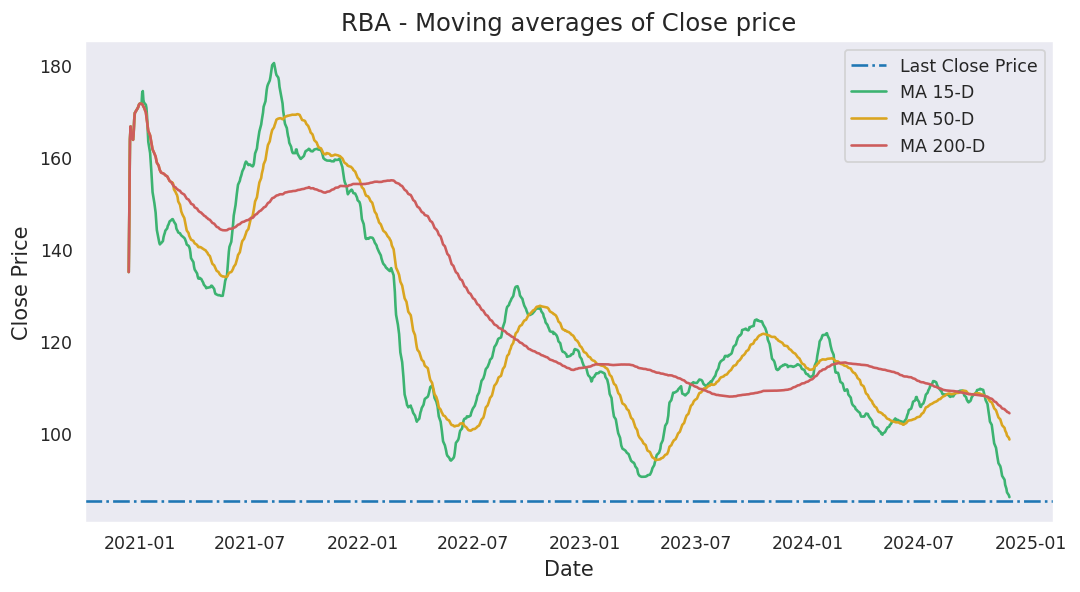 RBA - Moving averages of Close price
Last Close Price
MA 15-D
MA 50-D
MA 200-D
Close Price
180
160
140
120
100
2021-01 2021-07 2022-01 2022-07 2023-01 2023-07 2024-01 2024-07 2025-01
Date